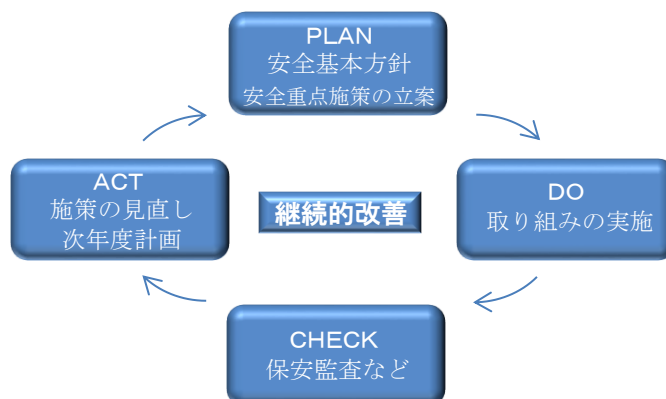 PLAN
安全基本方針
安全重点施策の立案
ACT
施策の見直し
次年度計画
継続的改善
DO
取り組みの実施
CHECK
保安監査など